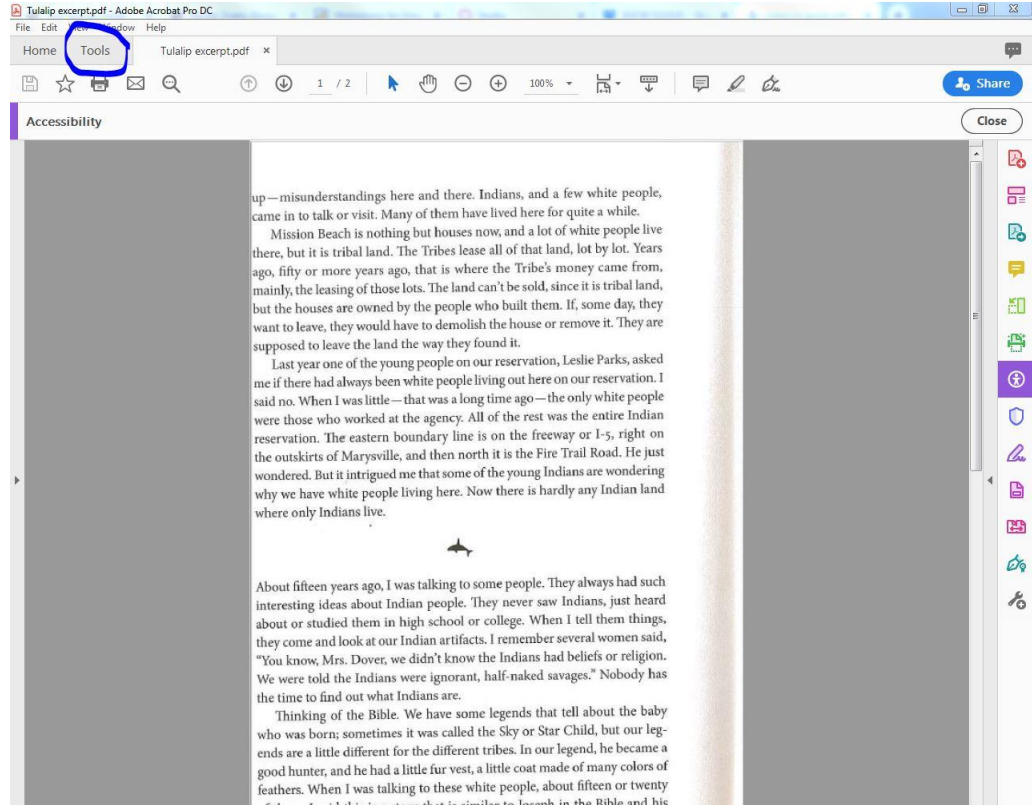 Tulalip excerpt.pdf - Adobe Acrobat Pro DC
File Edit View Window Help
Home Tools Tulalip excerpt.pdf ×
1 / 2 100% Share
Accessibility Close
up—misunderstandings here and there. Indians, and a few white people,
came in to talk or visit. Many of them have lived here for quite a while.
Mission Beach is nothing but houses now, and a lot of white people live
there, but it is tribal land. The Tribes lease all of that land, lot by lot. Years
ago, fifty or more years ago, that is where the Tribe's money came from,
mainly, the leasing of those lots. The land can't be sold, since it is tribal land,
but the houses are owned by the people who built them. If, some day, they
want to leave, they would have to demolish the house or remove it. They are
supposed to leave the land the way they found it.
Last year one of the young people on our reservation, Leslie Parks, asked
me if there had always been white people living out here on our reservation. I
said no. When I was little—that was a long time ago—the only white people
were those who worked at the agency. All of the rest was the entire Indian
reservation. The eastern boundary line is on the freeway or I-5, right on
the outskirts of Marysville, and then north it is the Fire Trail Road. He just
wondered. But it intrigued me that some of the young Indians are wondering
why we have white people living here. Now there is hardly any Indian land
where only Indians live.
About fifteen years ago, I was talking to some people. They always had such
interesting ideas about Indian people. They never saw Indians, just heard
about or studied them in high school or college. When I tell them things,
they come and look at our Indian artifacts. I remember several women said,
"You know, Mrs. Dover, we didn't know the Indians had beliefs or religion.
We were told the Indians were ignorant, half-naked savages." Nobody has
the time to find out what Indians are.
Thinking of the Bible. We have some legends that tell about the baby
who was born; sometimes it was called the Sky or Star Child, but our leg-
ends are a little different for the different tribes. In our legend, he became a
good hunter, and he had a little fur vest, a little coat made of many colors of
feathers. When I was talking to these white people, about fifteen or twenty
that is similar to Joseph in the Bible and his